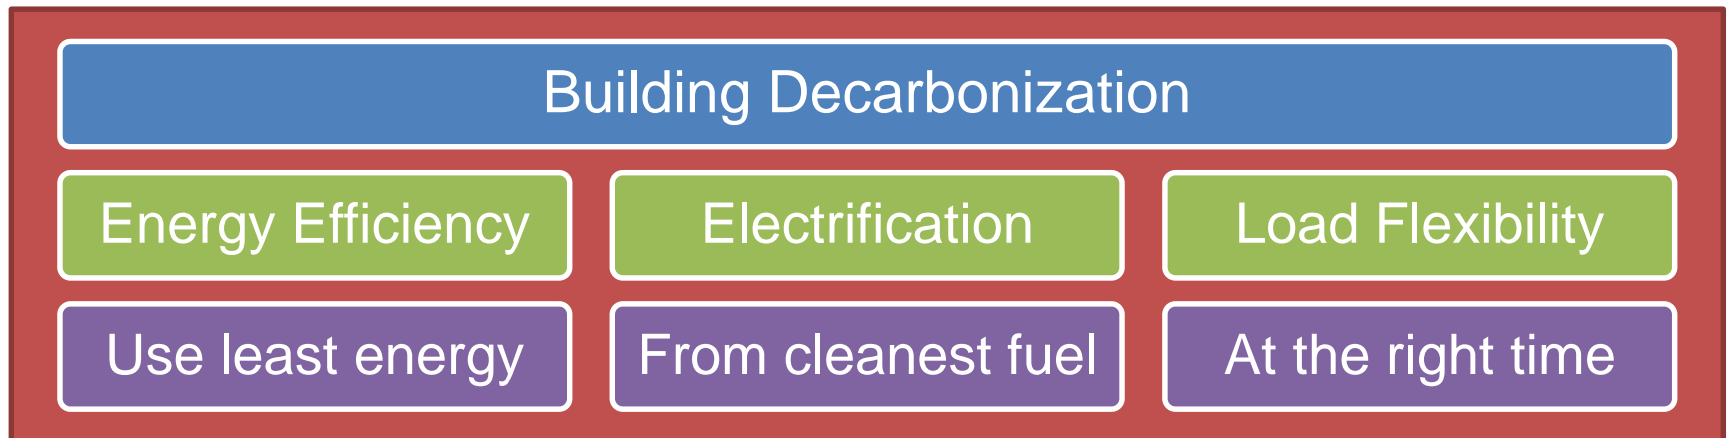 Building Decarbonization
Energy Efficiency
Electrification
Load Flexibility
Use least energy
From cleanest fuel
At the right time